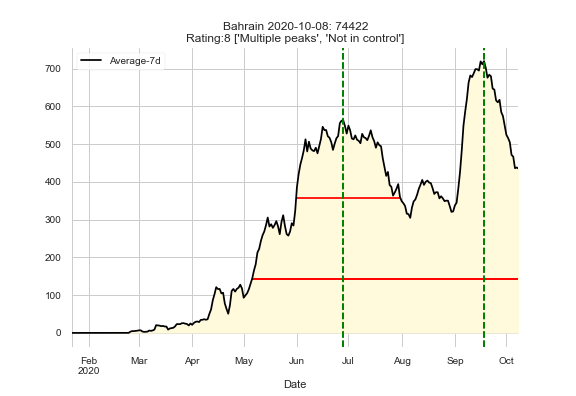 Bahrain 2020-10-08: 74422
Rating:8 ['Multiple peaks', 'Not in control']
Average-7d
700
600
500
400
300
200
100
0
Feb Mar Apr May Jun Jul Aug Sep Oct
2020
Date